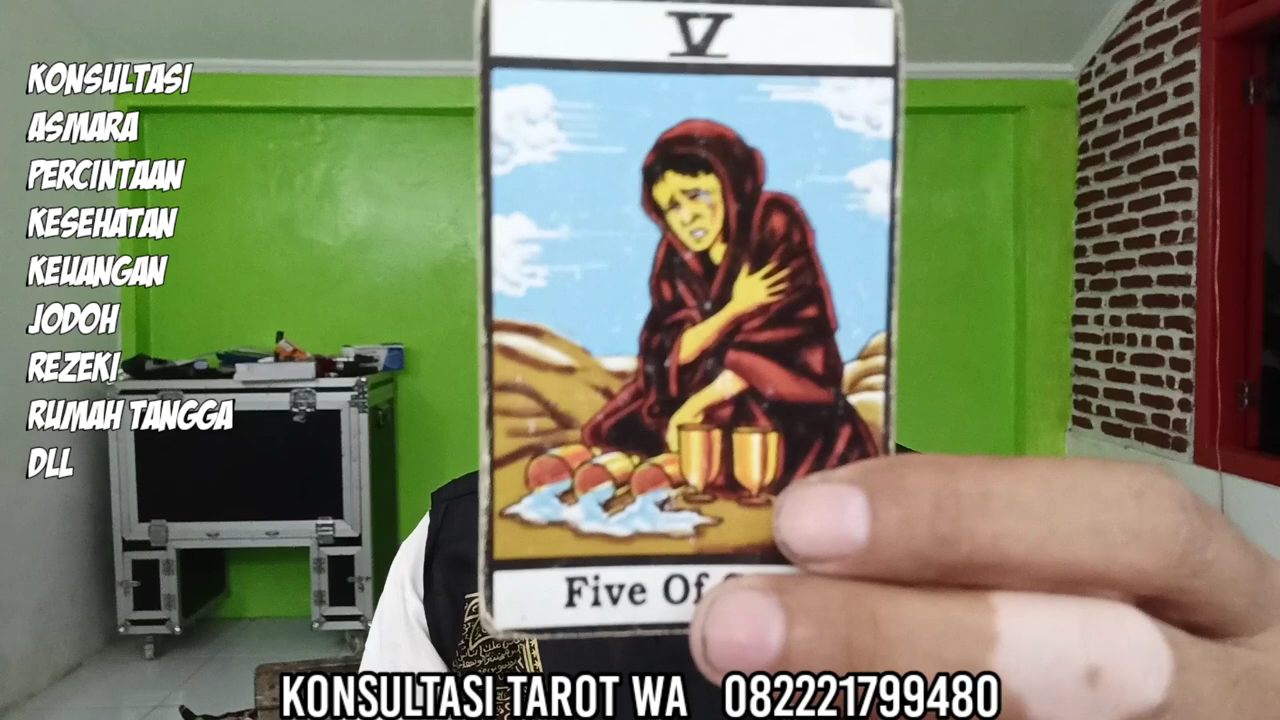 KONSULTASI
ASMARA
PERCINTAAN
KESEHATAN
KEUANGAN
JODOH
REZEKI
RUMAH TANGGA
DLL
V
Five Of
KONSULTASI TAROT WA 082221799480